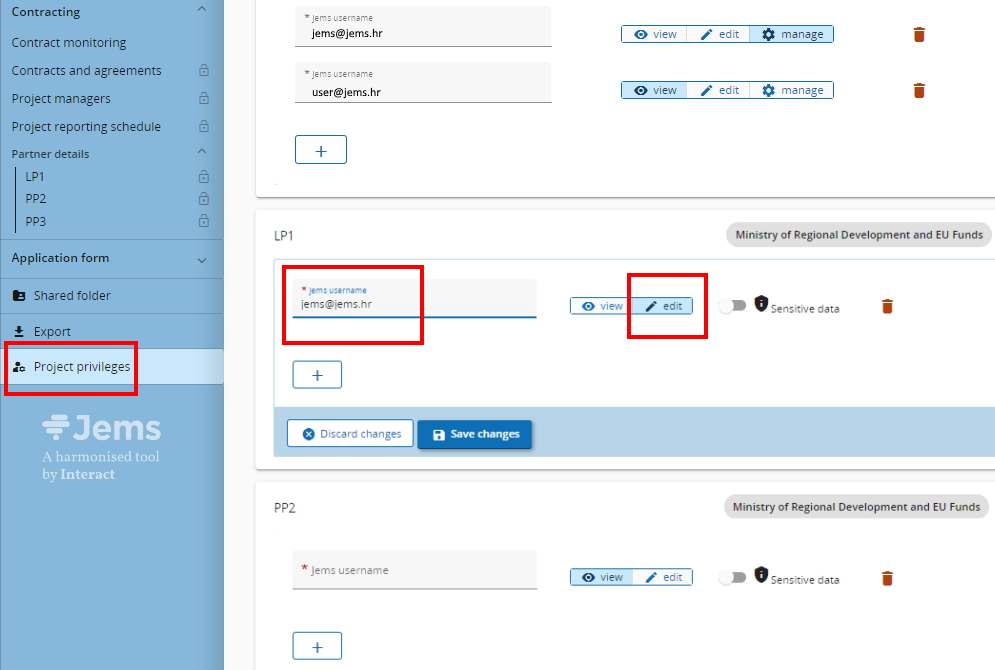 Contracting
Contract monitoring
Contracts and agreements
Project managers
Project reporting schedule
Partner details
LP1
PP2
PP3
Application form
Shared folder
Export
Project privileges
Jems
A harmonised tool
by Interact
* Jems username
jems@jems.hr
view edit manage
* Jems username
user@jems.hr
view edit manage
+
LP1
Ministry of Regional Development and EU Funds
* Jems username
jems@jems.hr
view edit
Sensitive data
+
Discard changes
Save changes
PP2
Ministry of Regional Development and EU Funds
* Jems username
view edit
Sensitive data
+